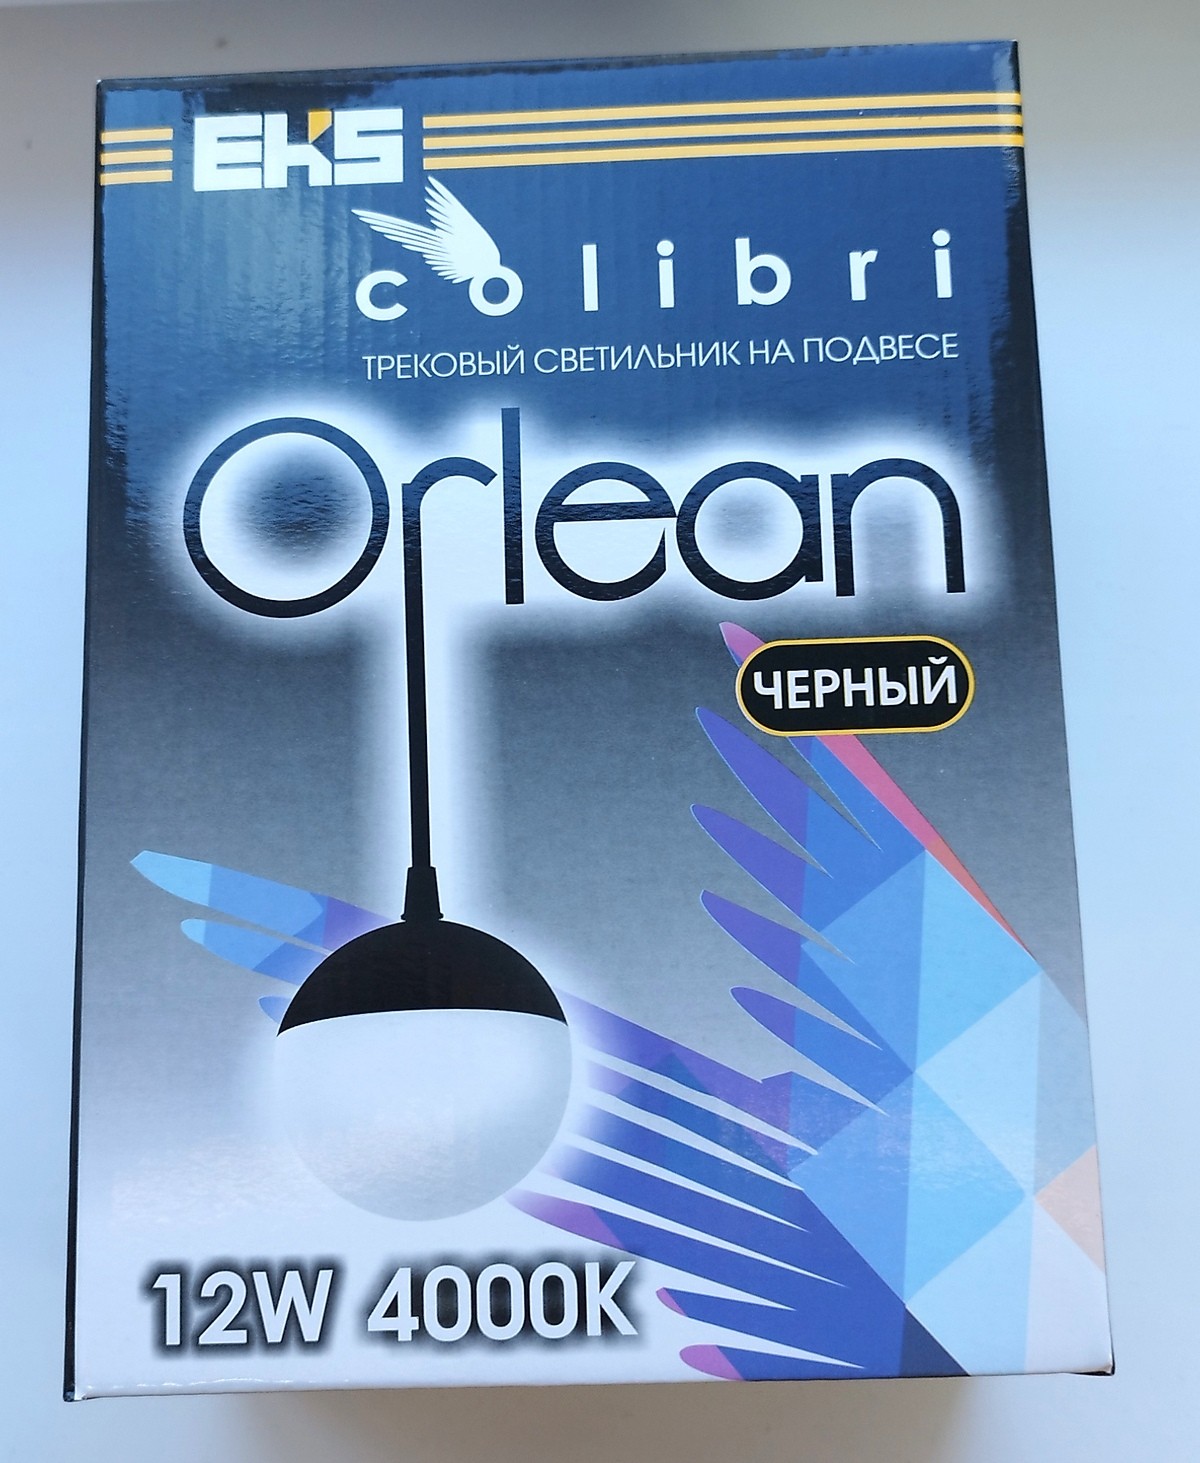 EKS
colibri
ТРЕКОВЫЙ СВЕТИЛЬНИК НА ПОДВЕСЕ
Orlean
ЧЕРНЫЙ
12W 4000K